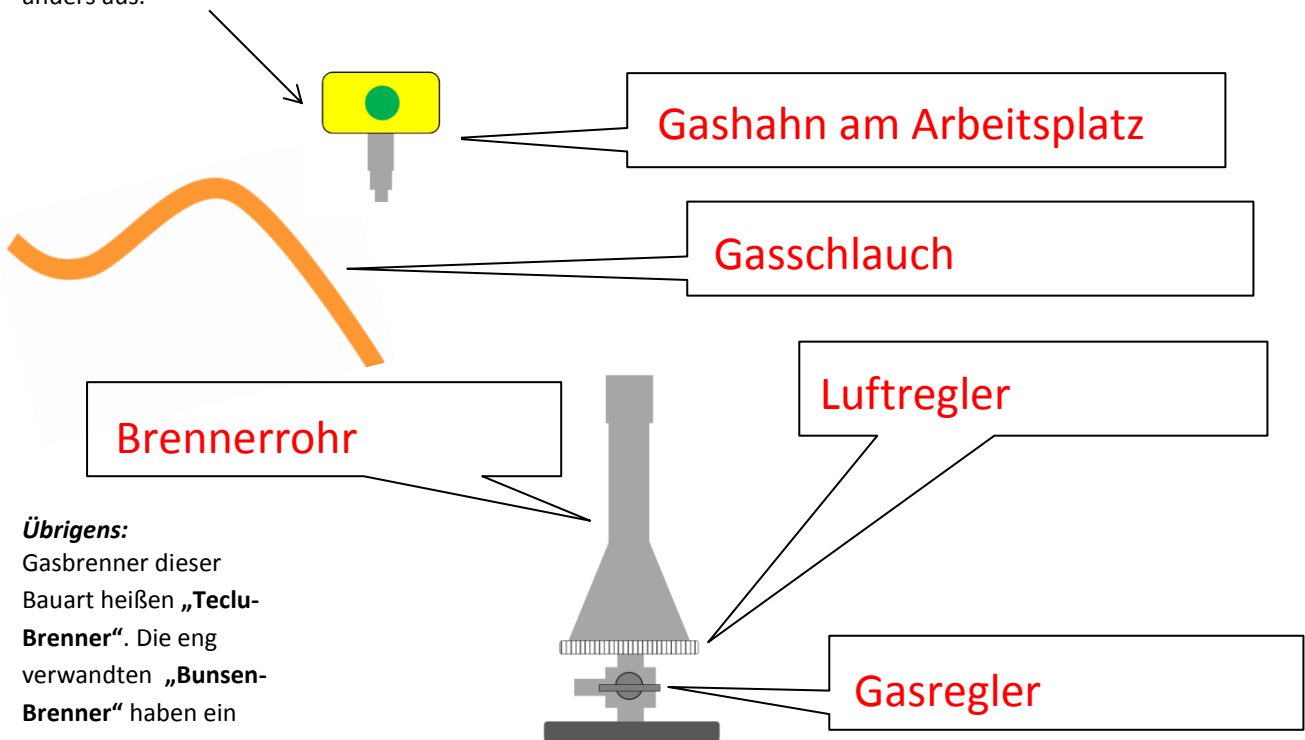 anders aus.
Gashahn am Arbeitsplatz
Gasschlauch
Luftregler
Brennerrohr
Übrigens:
Gasbrenner dieser
Bauart heißen „Teclu-
Brenner“. Die eng
verwandten „Bunsen-
Brenner“ haben ein
Gasregler